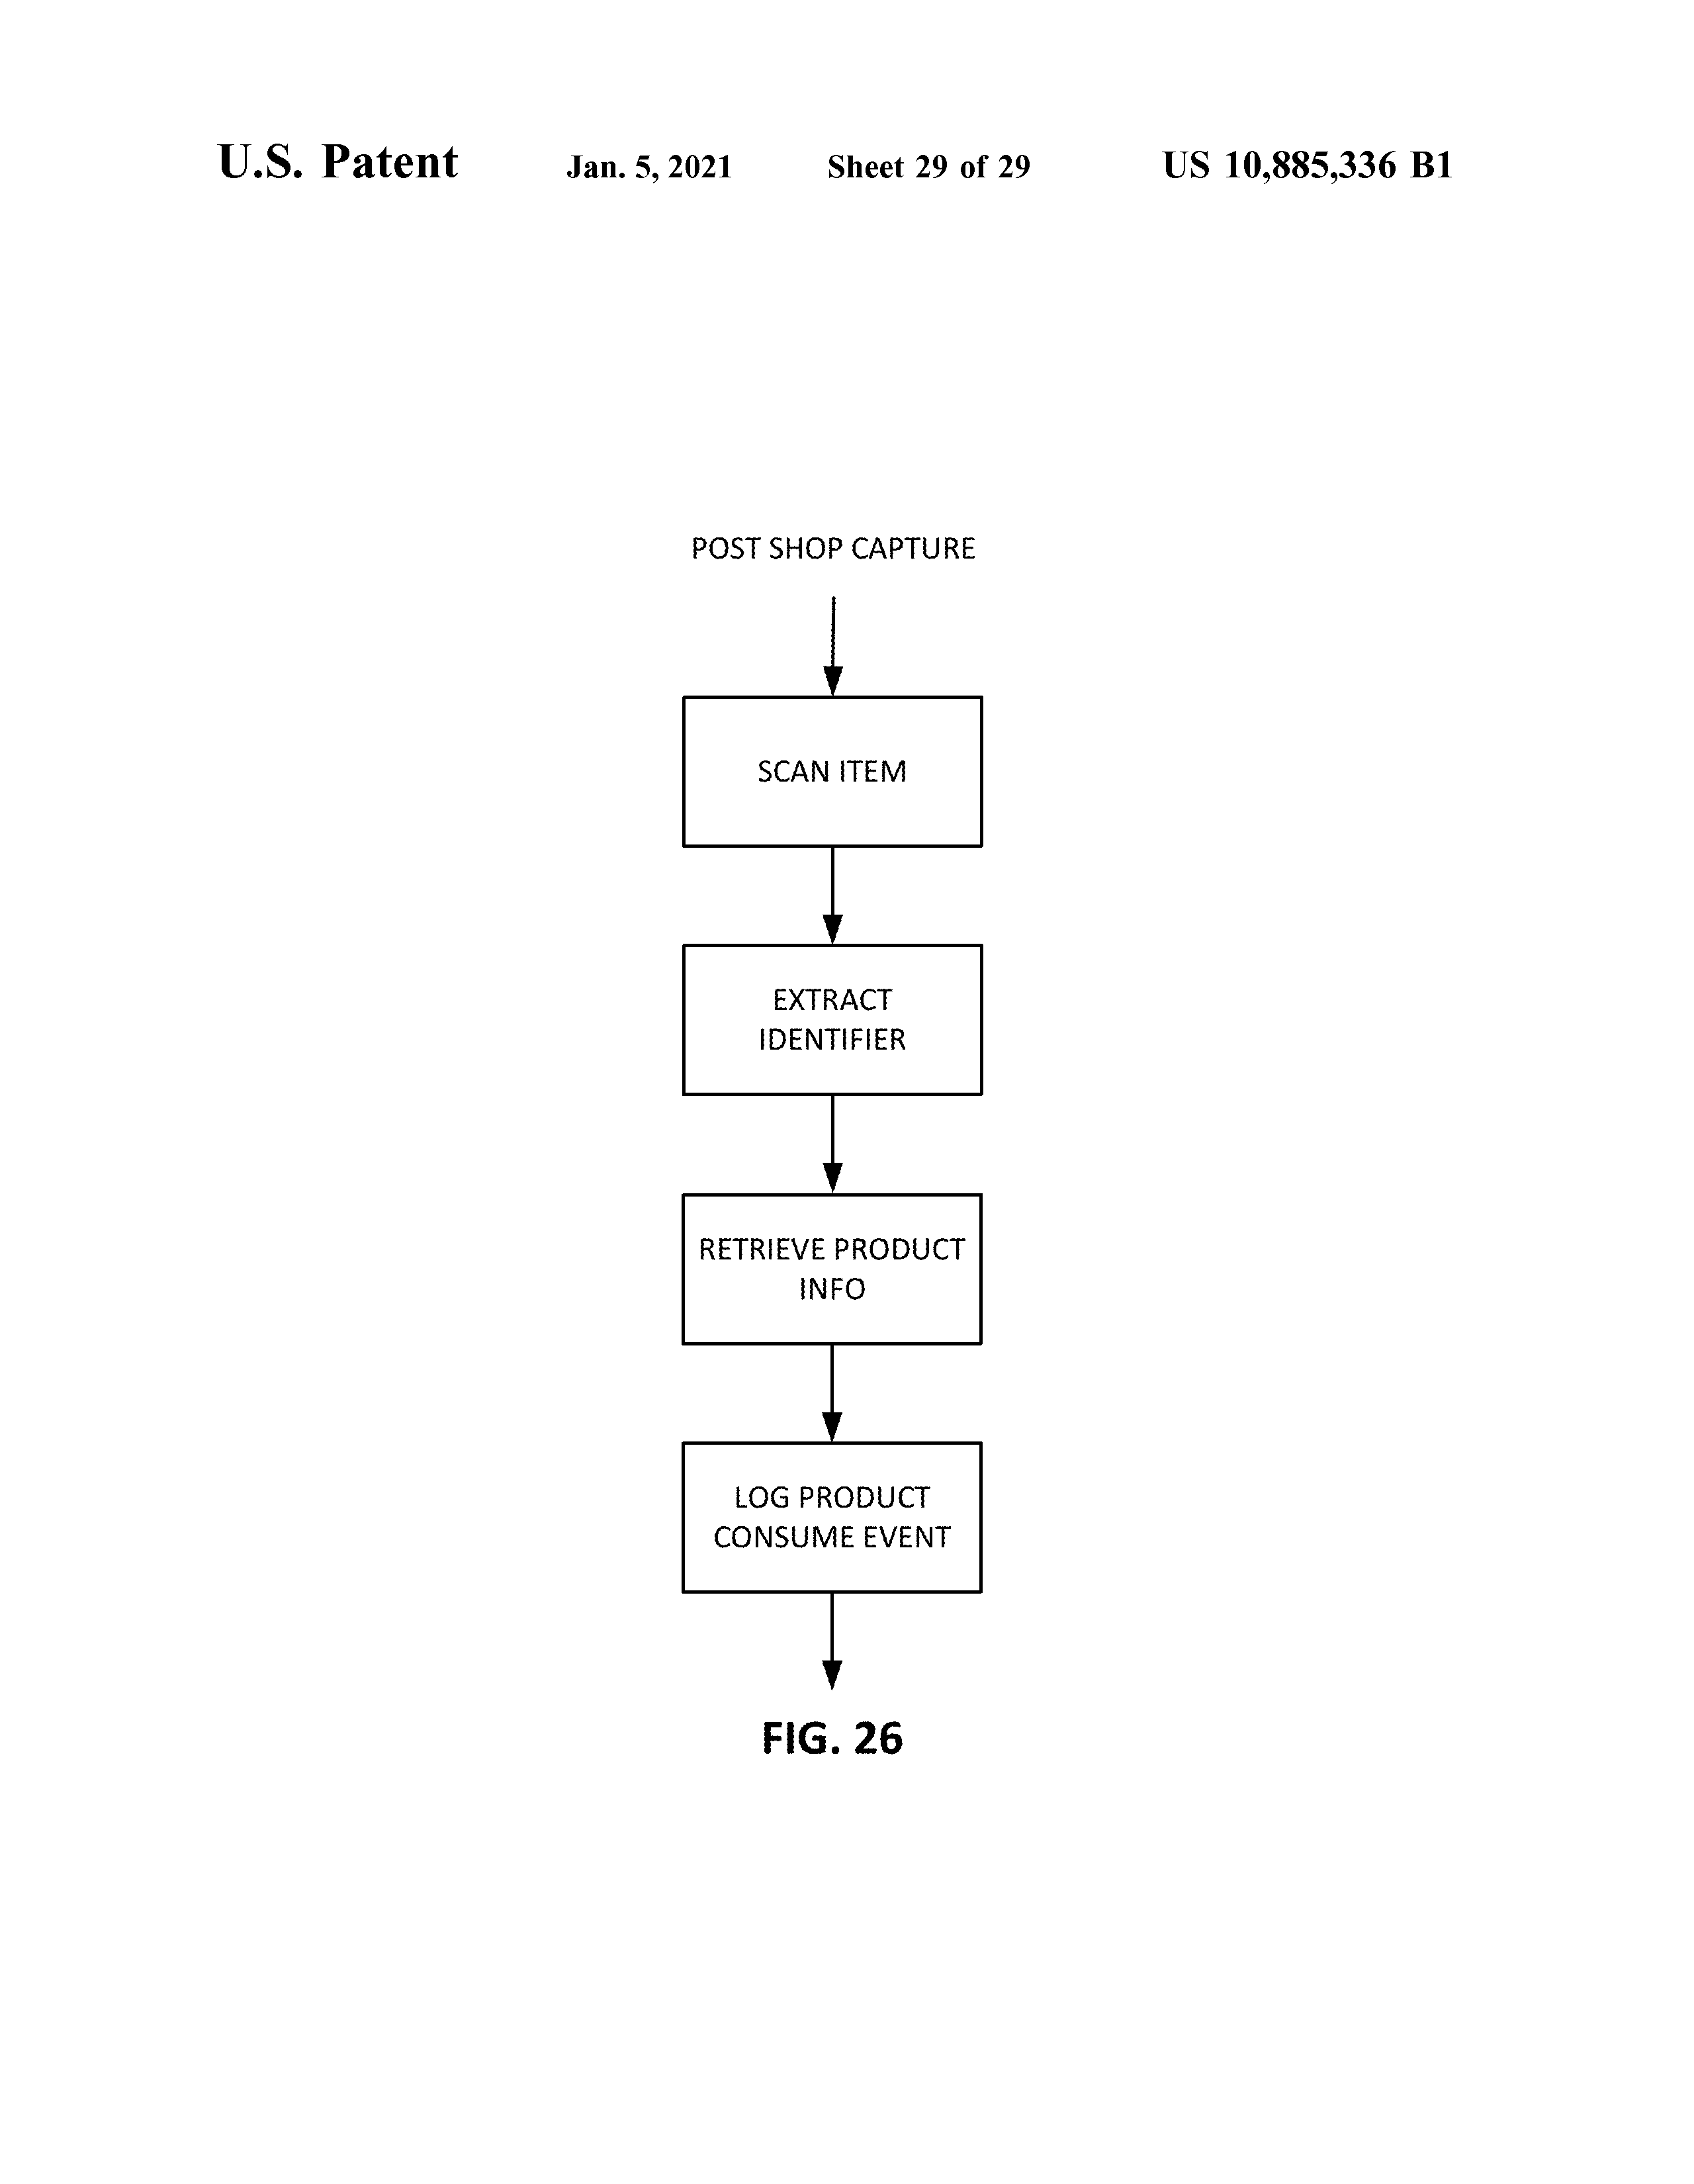 U.S. Patent Jan. 5, 2021 Sheet 29 of 29 US 10,885,336 B1
POST SHOP CAPTURE
SCAN ITEM
EXTRACT
IDENTIFIER
RETRIEVE PRODUCT
INFO
LOG PRODUCT
CONSUME EVENT
FIG. 26